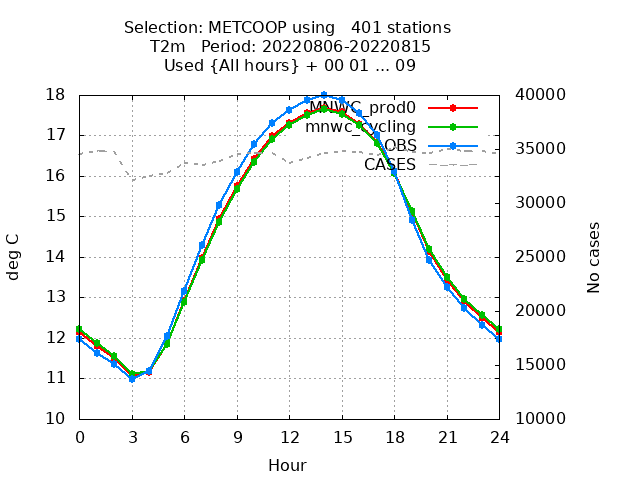 Selection: METCOOP using   401 stations
T2m   Period: 20220806-20220815
Used {All hours} + 00 01 ... 09
18
17
16
15
14
13
12
11
10
deg C
40000
35000
30000
25000
20000
15000
10000
No cases
MNWC_prod0
mnwc_cycling
OBS
CASES
0 3 6 9 12 15 18 21 24
Hour